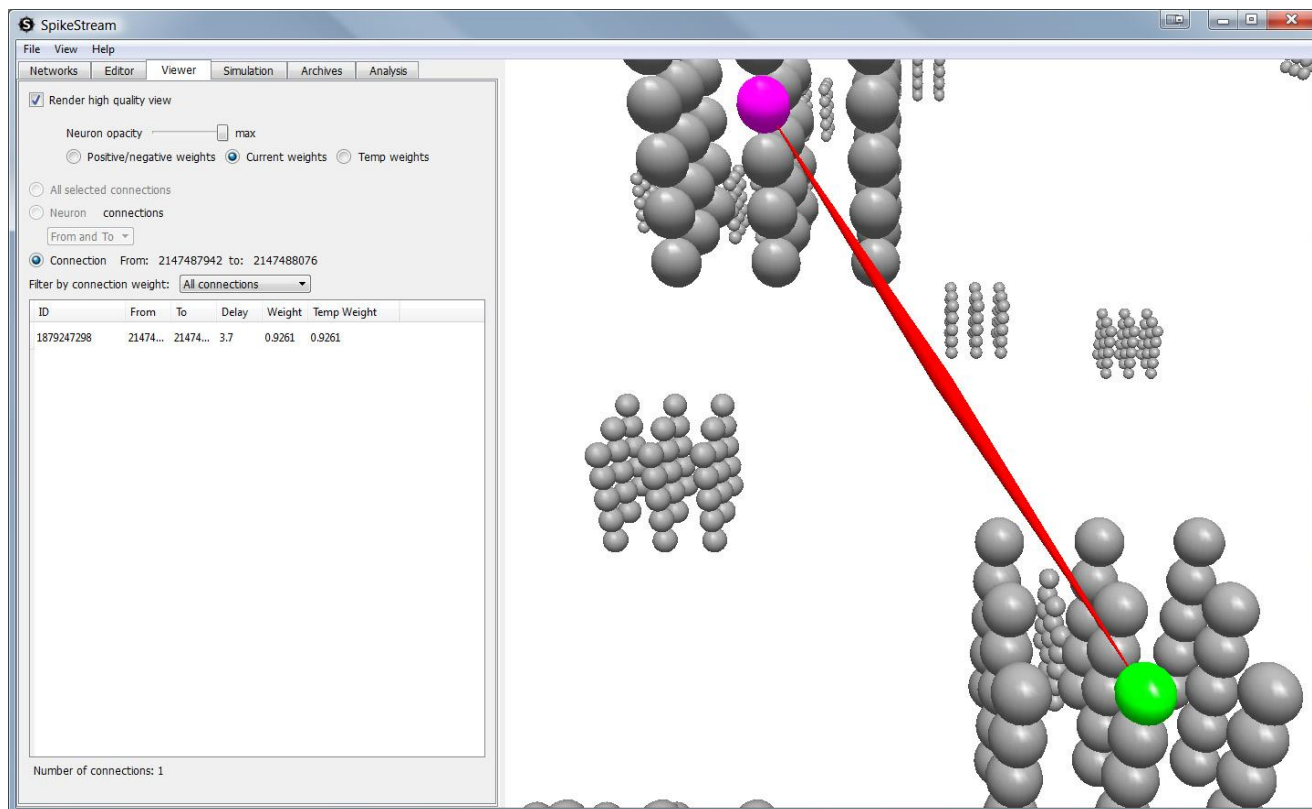 S SpikeStream
File View Help
Networks Editor Viewer Simulation Archives Analysis
Render high quality view
Neuron opacity max
Positive/negative weights Current weights Temp weights
All selected connections
Neuron connections
From and To
Connection From: 2147487942 to: 2147488076
Filter by connection weight: All connections
ID From To Delay Weight Temp Weight
1879247298 21474... 21474... 3.7 0.9261 0.9261
Number of connections: 1